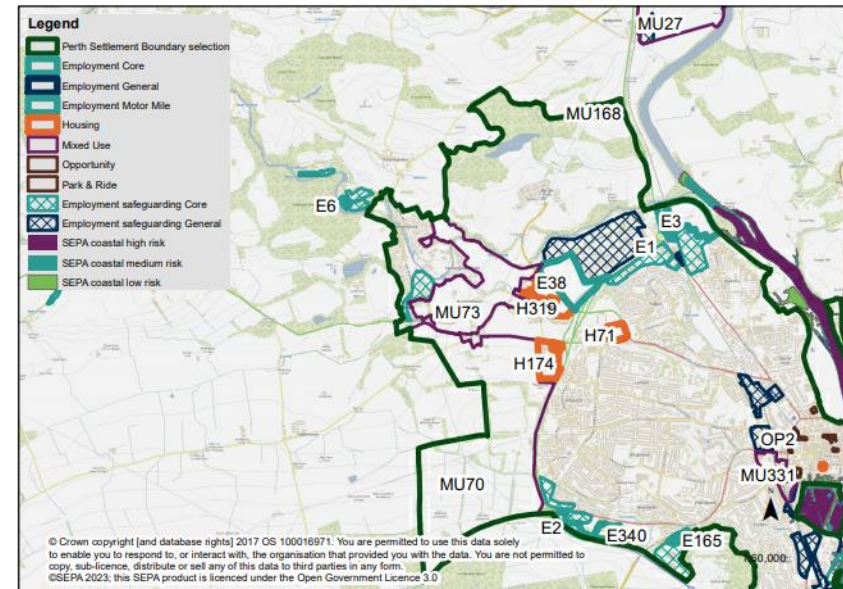 Legend
Perth Settlement Boundary selection
Employment Core
Employment General
Employment Motor Mile
Housing
Mixed Use
Opportunity
Park & Ride
Employment safeguarding Core
Employment safeguarding General
SEPA coastal high risk
SEPA coastal medium risk
SEPA coastal low risk
MU27
MU168
E6
E3
E1
E38
H319
MU73
H71
H174
OP2
MU331
MU70
E2
E340
E165
© Crown copyright [and database rights] 2017 OS 100016971. You are permitted to use this data solely
to enable you to respond to, or interact with, the organisation that provided you with the data. You are not permitted to
copy, sub-licence, distribute or sell any of this data to third parties in any form.
©SEPA 2023; this SEPA product is licenced under the Open Government Licence 3.0